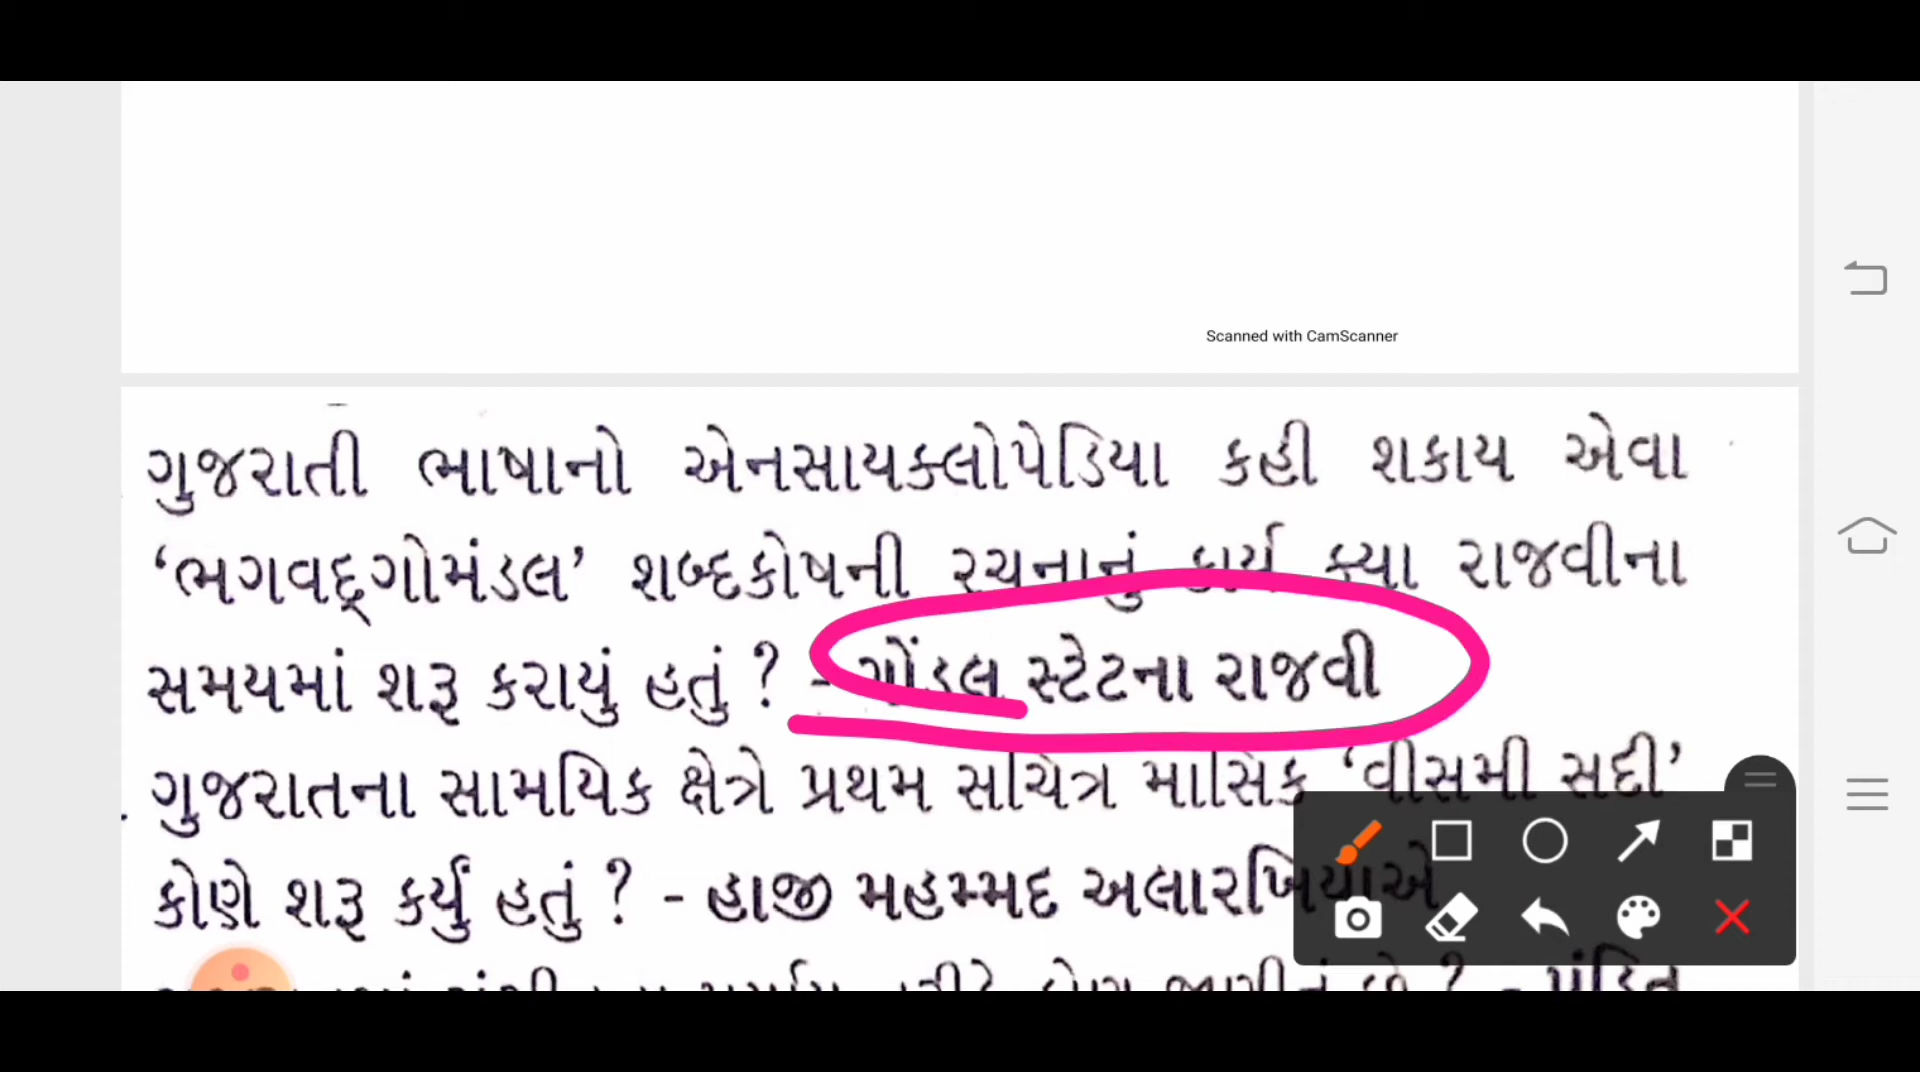 Scanned with CamScanner
ગુજરાતી ભાષાનો એનસાયક્લોપેડિયા કહી શકાય એવા
‘ભગવદ્ગોમંડલ’ શબ્દકોષની રચનાનું કાર્ય ક્યા રાજવીના
સમયમાં શરૂ કરાયું હતું ? - ગોંડલ સ્ટેટના રાજવી
ગુજરાતના સામયિક ક્ષેત્રે પ્રથમ સચિત્ર માસિક ‘વીસમી સદી’
કોણે શરૂ કર્યું હતું ? - હાજી મહમ્મદ અલારખિયાએ